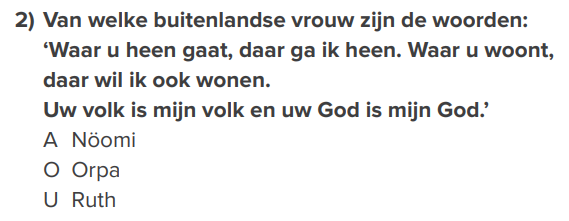 2) Van welke buitenlandse vrouw zijn de woorden:
‘Waar u heen gaat, daar ga ik heen. Waar u woont,
daar wil ik ook wonen.
Uw volk is mijn volk en uw God is mijn God.’
A Nöomi
O Orpa
U Ruth